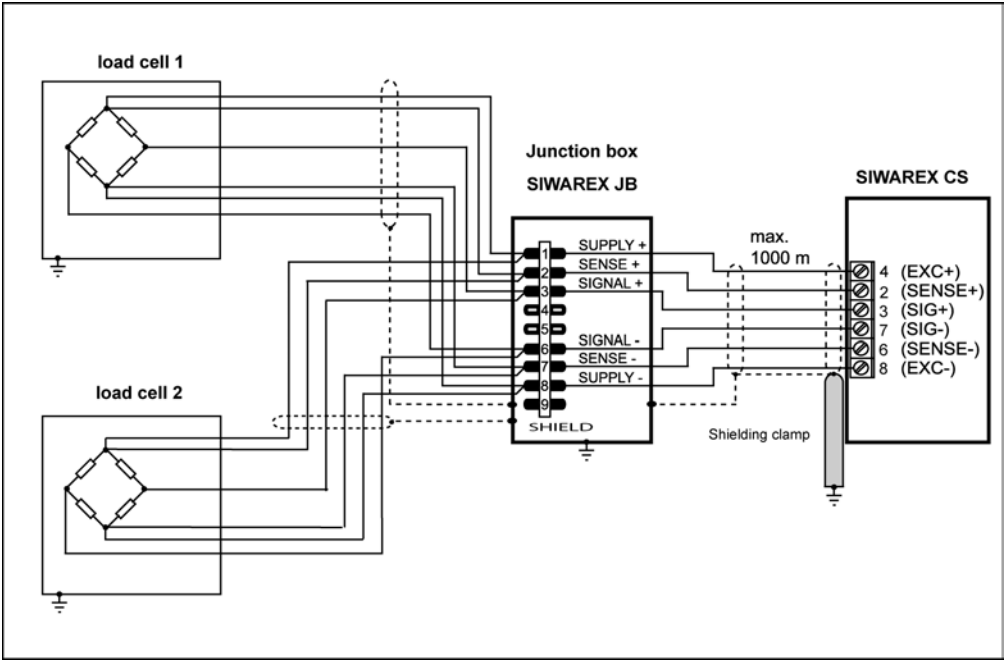 load cell 1
Junction box
SIWAREX JB
SIWAREX CS
1 SUPPLY +
2 SENSE +
3 SIGNAL +
4
5
6 SIGNAL -
7 SENSE -
8 SUPPLY -
9
SHIELD
max.
1000 m
4 (EXC+)
2 (SENSE+)
3 (SIG+)
7 (SIG-)
6 (SENSE-)
8 (EXC-)
load cell 2
Shielding clamp